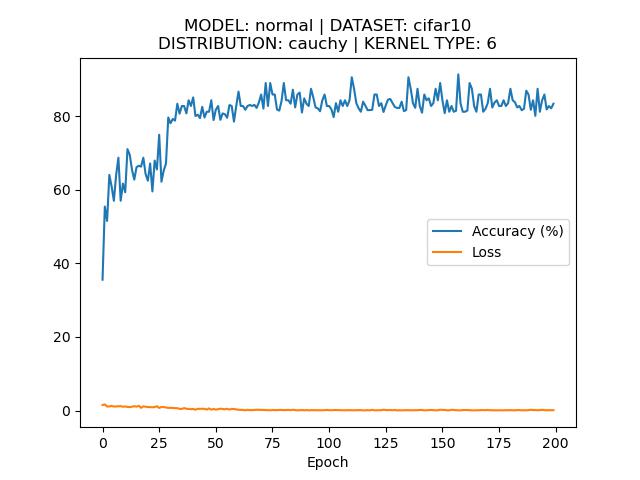 MODEL: normal | DATASET: cifar10
DISTRIBUTION: cauchy | KERNEL TYPE: 6
80
60
40
20
0
Accuracy (%)
Loss
0 25 50 75 100 125 150 175 200
Epoch